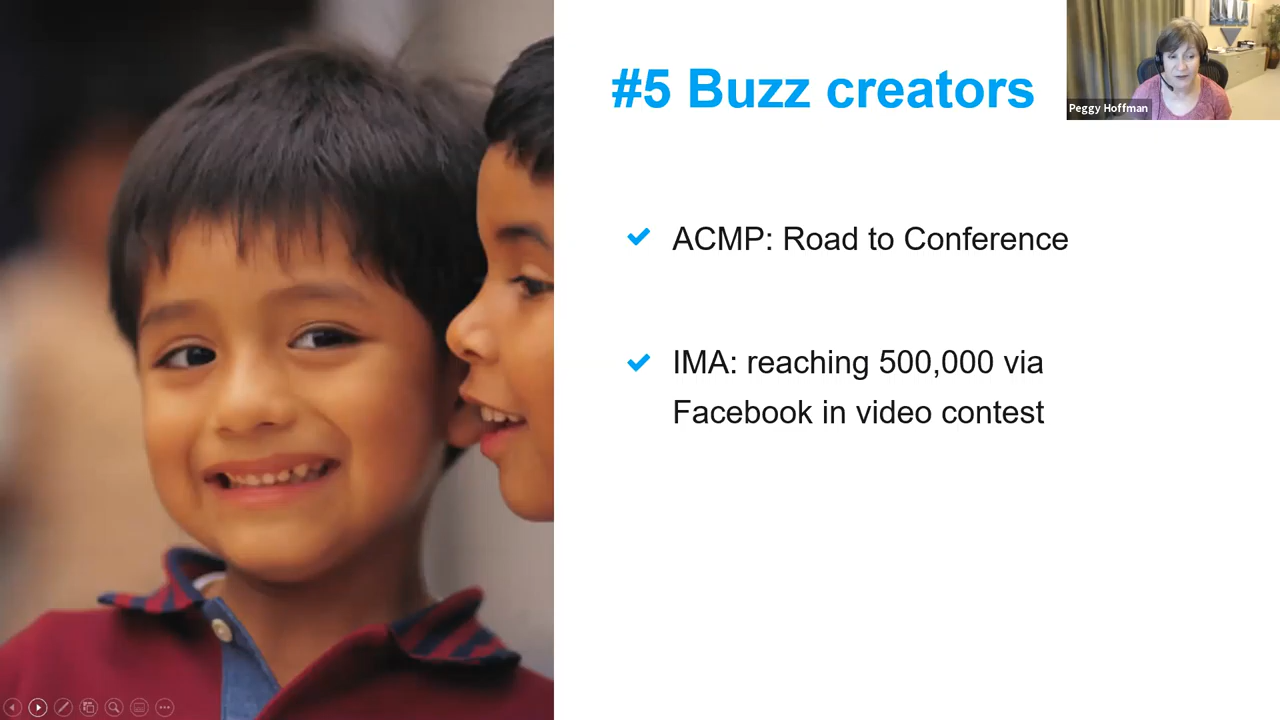 #5 Buzz creators
Peggy Hoffman
ACMP: Road to Conference
IMA: reaching 500,000 via
Facebook in video contest